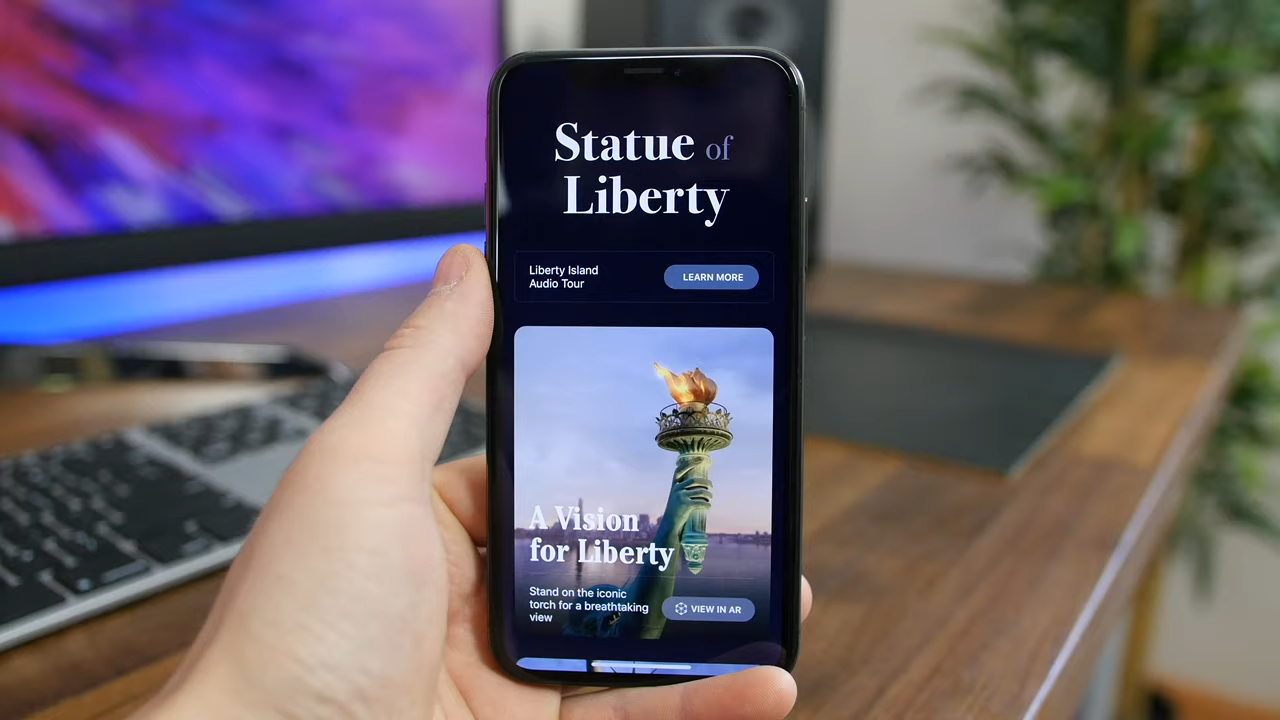 Statue of
Liberty
Liberty Island
Audio Tour
LEARN MORE
A Vision
for Liberty
Stand on the iconic
torch for a breathtaking
view
VIEW IN AR